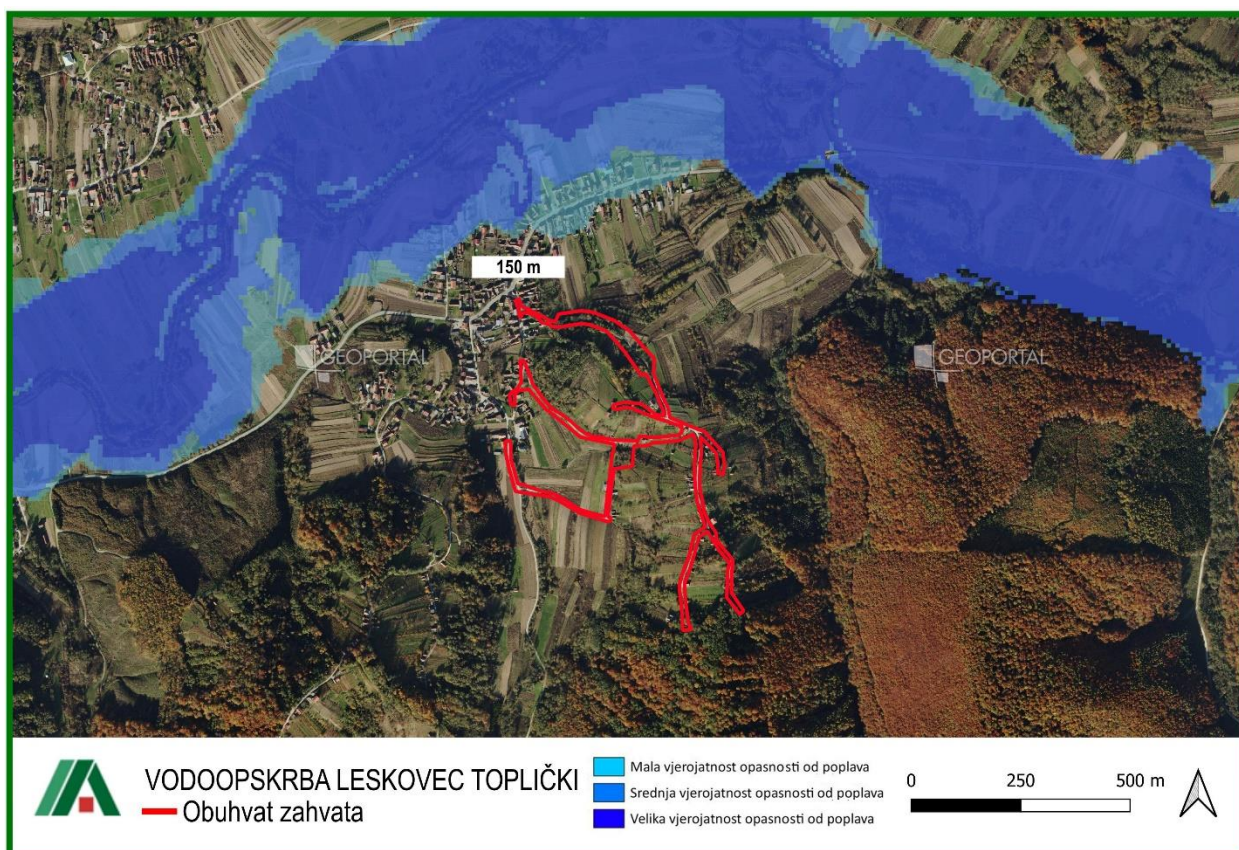 150 m
GEOPORTAL
GEOPORTAL
VODOOPSKRBA LESKOVEC TOPLIČKI
Obuhvat zahvata
Mala vjerojatnost opasnosti od poplava
Srednja vjerojatnost opasnosti od poplava
Velika vjerojatnost opasnosti od poplava
0 250 500 m